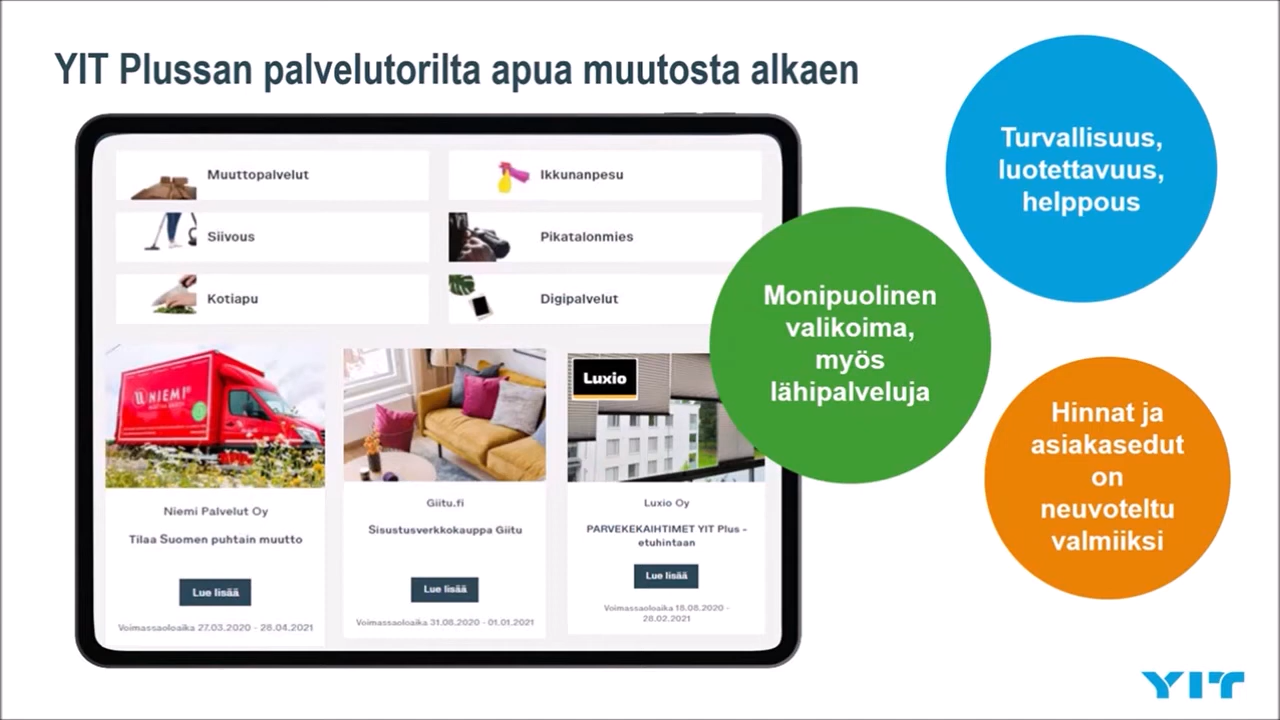 YIT Plussan palvelutorilta apua muutosta alkaen
Muuttopalvelut
Ikkunanpesu
Siivous
Pikatalonmies
Kotiapu
Digipalvelut
NIEMI
Luxio
Niemi Palvelut Oy
Tilaa Suomen puhtain muutto
Lue lisää
Voimassaoloaika 27.03.2020 - 28.04.2021
Giitu.fi
Sisustusverkkokauppa Giitu
Lue lisää
Voimassaoloaika 31.08.2020 - 01.01.2021
Luxio Oy
PARVEKEKAIHTIMET YIT Plus -
etuhintaan
Lue lisää
Voimassaoloaika 18.08.2020 -
28.02.2021
Turvallisuus,
luotettavuus,
helppous
Monipuolinen
valikoima,
myös
lähipalveluja
Hinnat ja
asiakasedut
on
neuvoteltu
valmiiksi
YIT